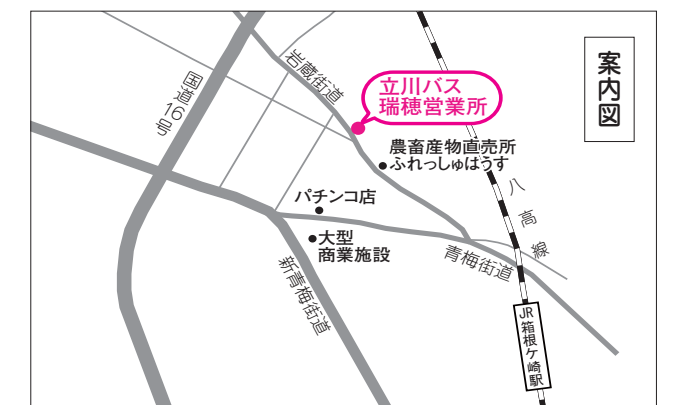 案内図
岩蔵街道
国道16号
立川バス
瑞穂営業所
農畜産物直売所
ふれっしゅはうす
八高線
パチンコ店
大型
商業施設
青梅街道
新青梅街道
JR箱根ケ崎駅